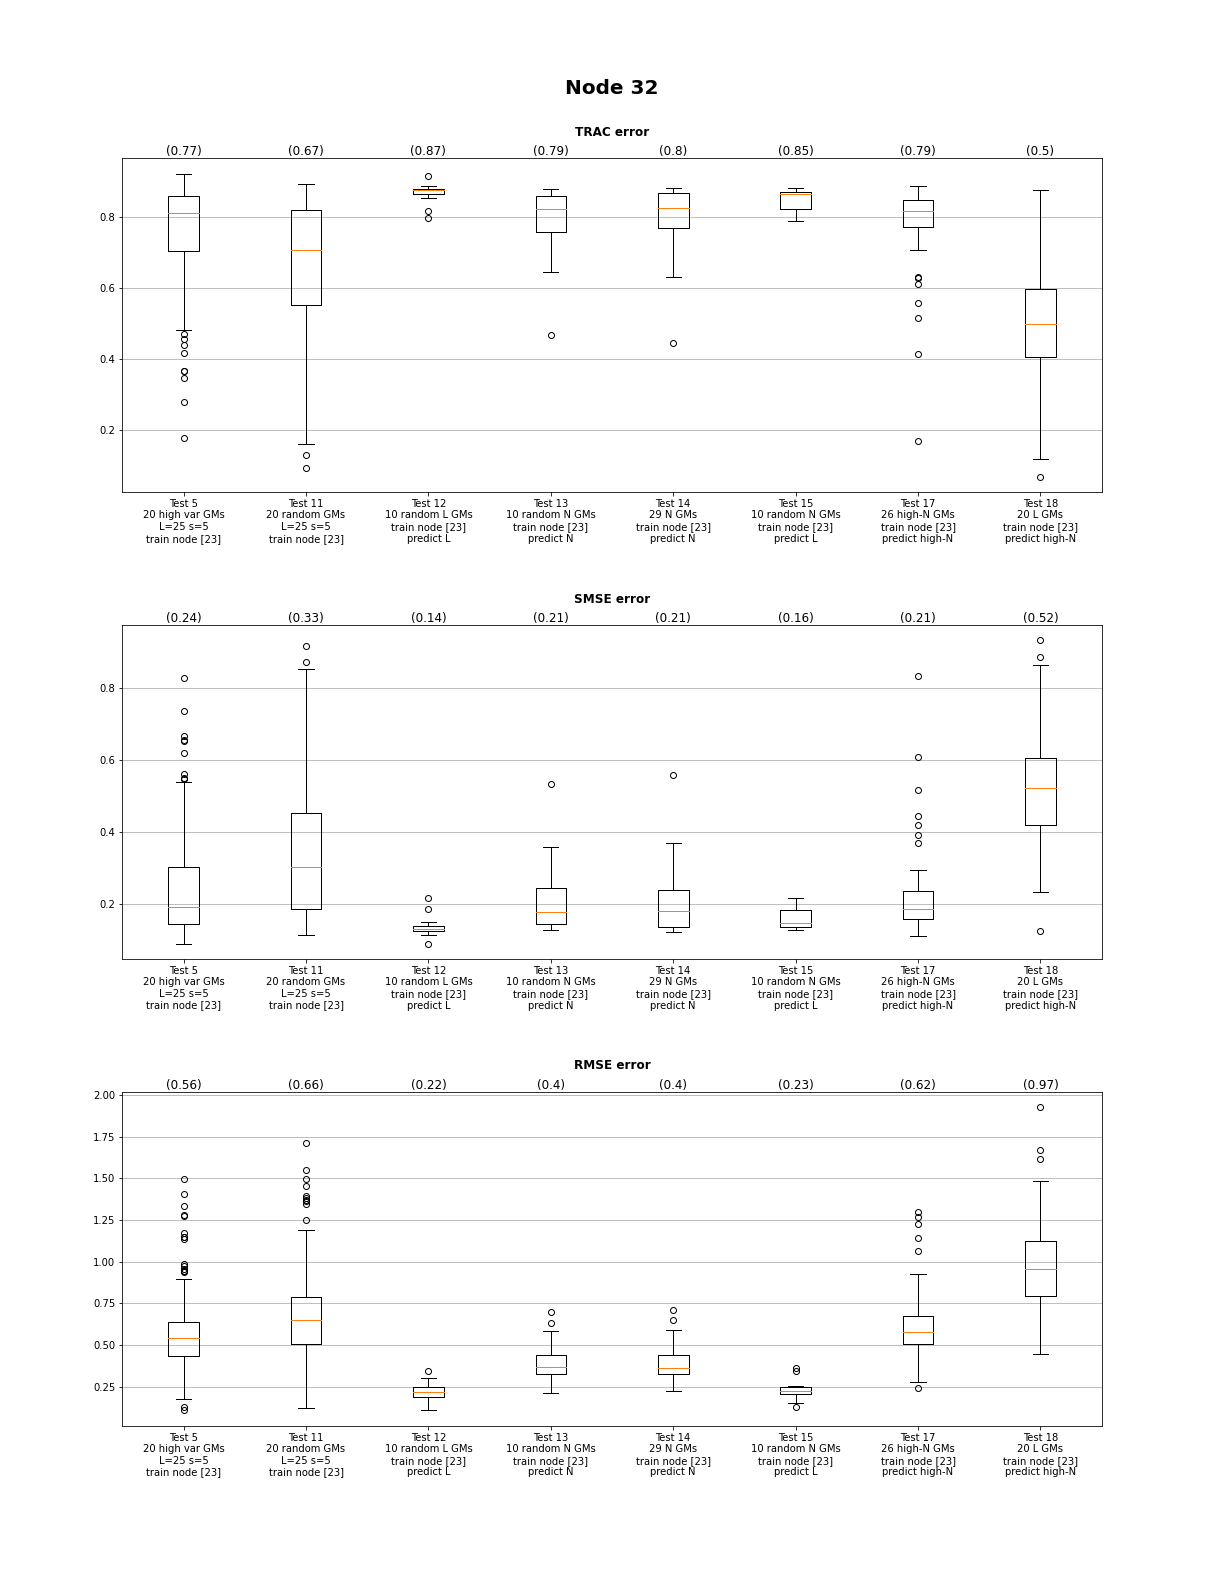 Node 32
TRAC error
(0.77) (0.67) (0.87) (0.79) (0.8) (0.85) (0.79) (0.5)
0.8
0.6
0.4
0.2
Test 5 Test 11 Test 12 Test 13 Test 14 Test 15 Test 17 Test 18
20 high var GMs 20 random GMs 10 random L GMs 10 random N GMs 29 N GMs 10 random N GMs 26 high-N GMs 20 L GMs
L=25 s=5 L=25 s=5 train node [23] train node [23] train node [23] train node [23] train node [23] train node [23]
train node [23] train node [23] predict L predict N predict N predict L predict high-N predict high-N
SMSE error
(0.24) (0.33) (0.14) (0.21) (0.21) (0.16) (0.21) (0.52)
0.8
0.6
0.4
0.2
Test 5 Test 11 Test 12 Test 13 Test 14 Test 15 Test 17 Test 18
20 high var GMs 20 random GMs 10 random L GMs 10 random N GMs 29 N GMs 10 random N GMs 26 high-N GMs 20 L GMs
L=25 s=5 L=25 s=5 train node [23] train node [23] train node [23] train node [23] train node [23] train node [23]
train node [23] train node [23] predict L predict N predict N predict L predict high-N predict high-N
RMSE error
(0.56) (0.66) (0.22) (0.4) (0.4) (0.23) (0.62) (0.97)
2.00
1.75
1.50
1.25
1.00
0.75
0.50
0.25
Test 5 Test 11 Test 12 Test 13 Test 14 Test 15 Test 17 Test 18
20 high var GMs 20 random GMs 10 random L GMs 10 random N GMs 29 N GMs 10 random N GMs 26 high-N GMs 20 L GMs
L=25 s=5 L=25 s=5 train node [23] train node [23] train node [23] train node [23] train node [23] train node [23]
train node [23] train node [23] predict L predict N predict N predict L predict high-N predict high-N